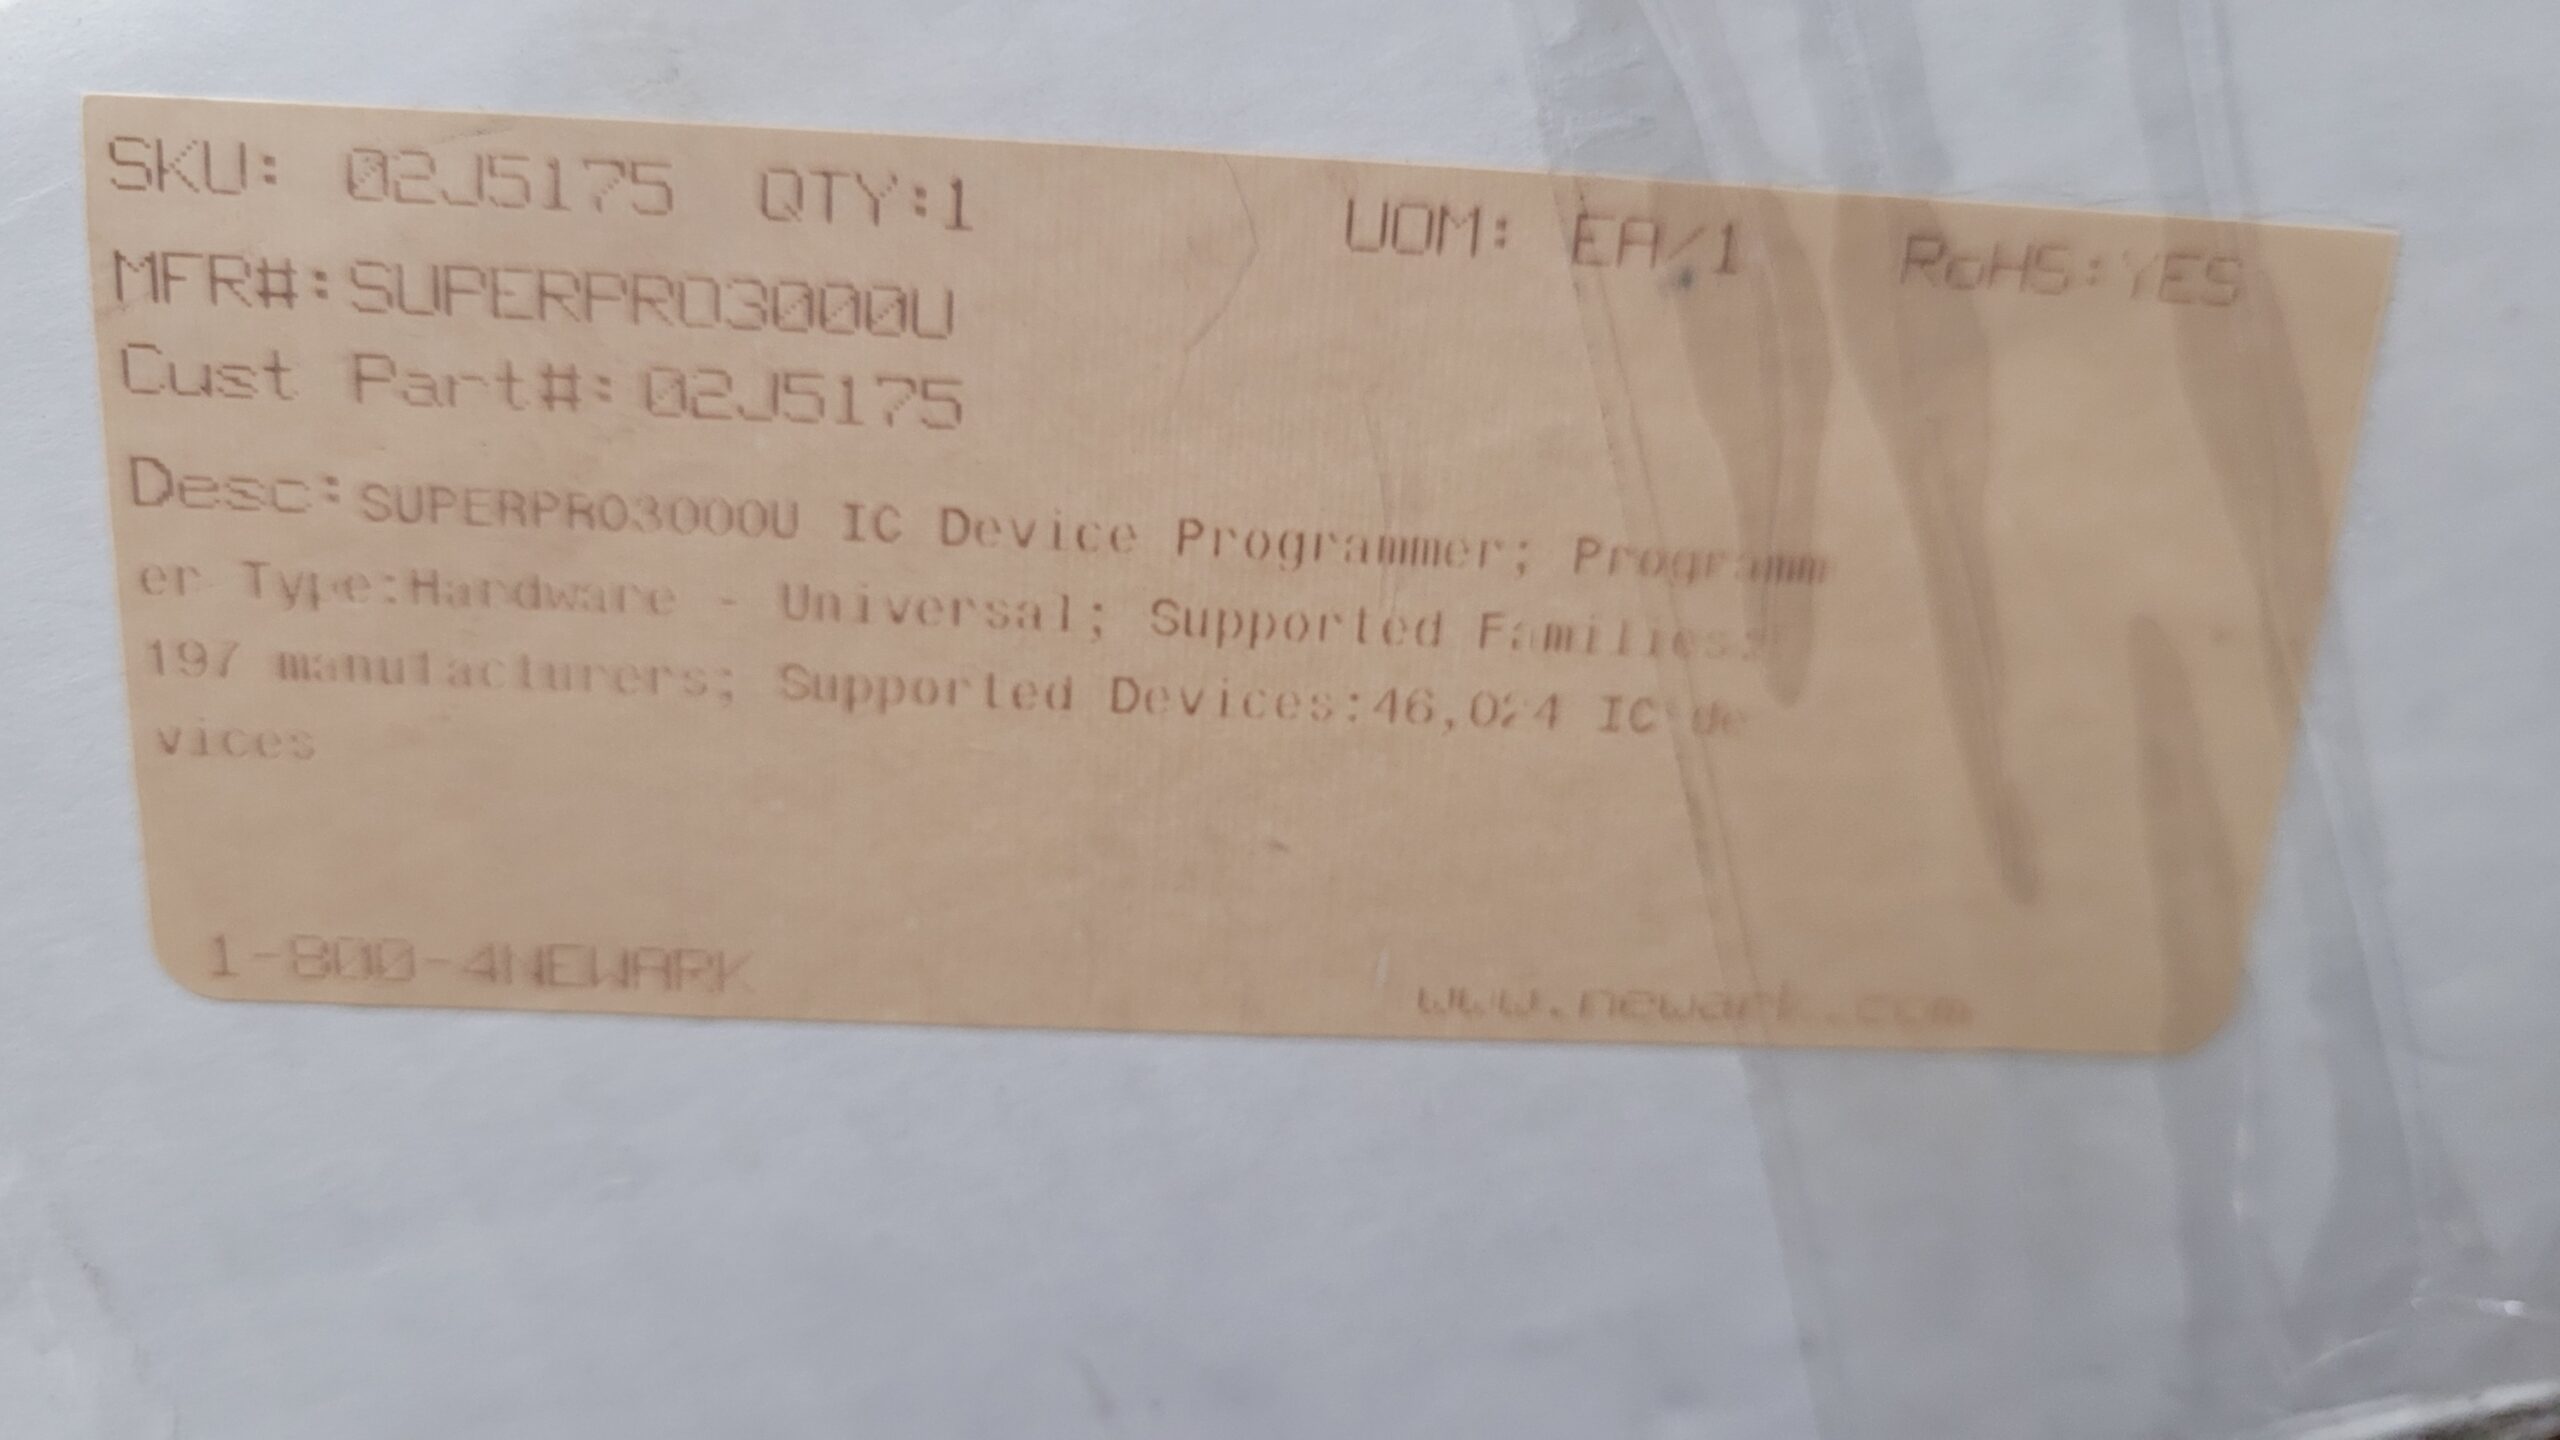 SKU: 02J5175 QTY:1 UOM: EA/1 RoHS:YES
MFR#:SUPERPRO3000U
Cust Part#:02J5175
Desc:SUPERPRO3000U IC Device Programmer; Programm
er Type:Hardware - Universal; Supported Families:
197 manufacturers; Supported Devices:46,024 IC de
vices
1-800-4NEWARK www.newark.com